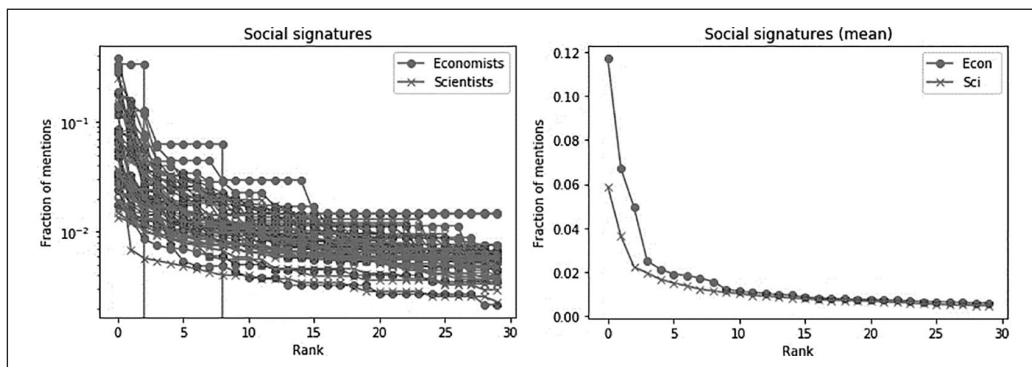 Social signatures
Economists
Scientists
Fraction of mentions
10⁻¹
10⁻²
0 5 10 15 20 25 30
Rank
Social signatures (mean)
Econ
Sci
Fraction of mentions
0.12
0.10
0.08
0.06
0.04
0.02
0.00
0 5 10 15 20 25 30
Rank